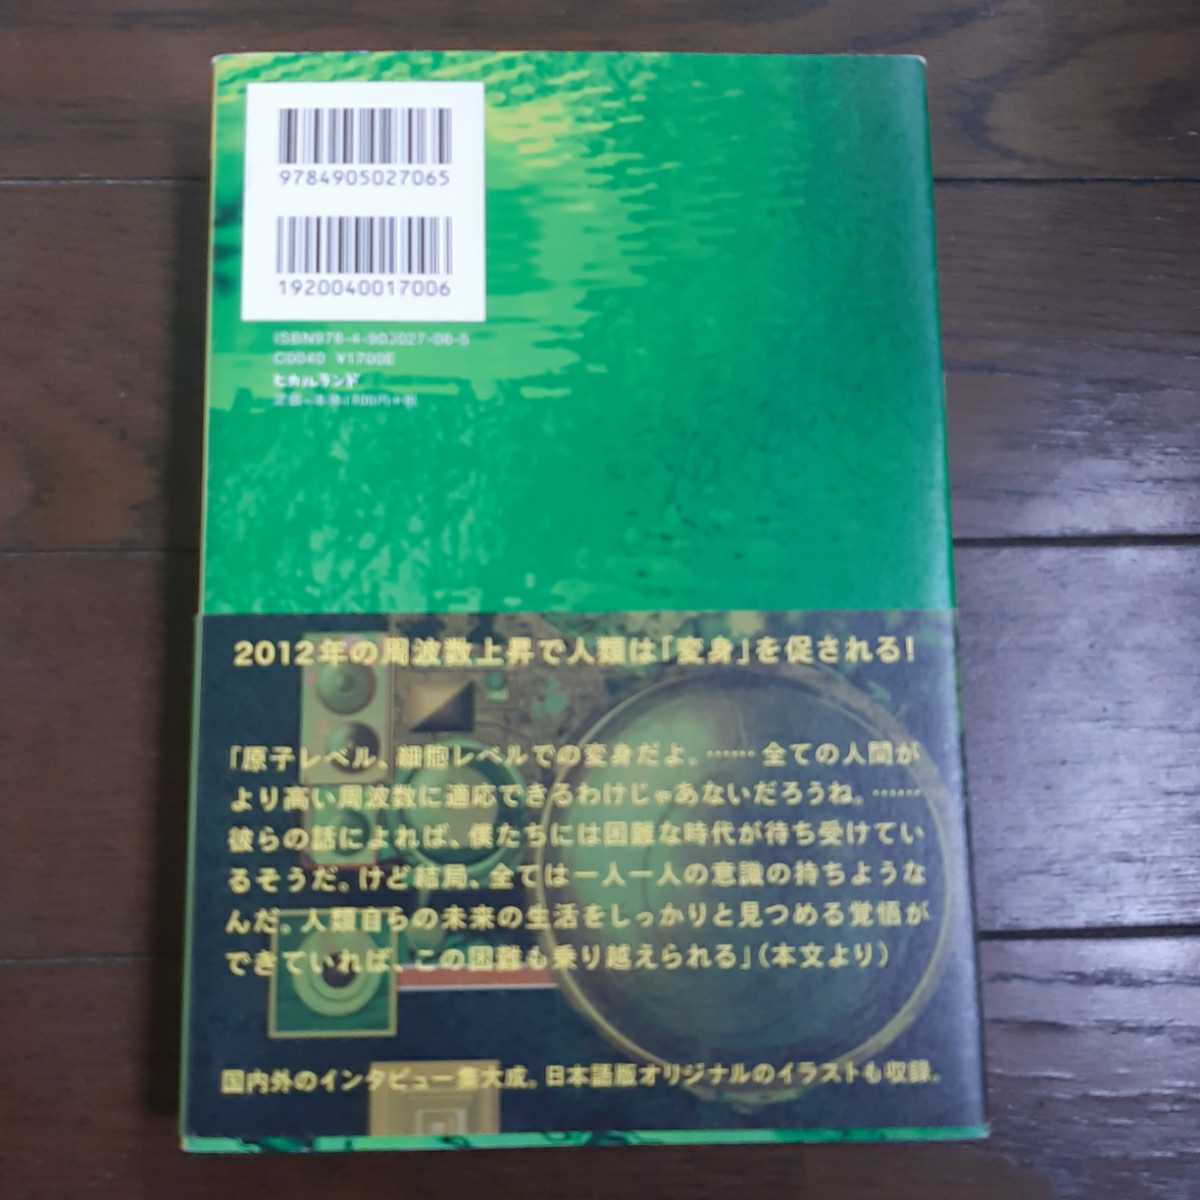 9784905027065
1920040017006
ISBN978-4-905027-06-5
C0040 ¥1700E
ヒカルランド
2012年の周波数上昇で人類は「変身」を促される!
「原子レベル、細胞レベルでの変身だよ。…… 全ての人間が
より高い周波数に適応できるわけじゃあないだろうね。……
彼らの話によれば、僕たちには困難な時代が待ち受けてい
るそうだ。けど結局、全ては一人一人の意識の持ちような
んだ。人類自らの未来の生活をしっかりと見つめる覚悟が
できていれば、この困難も乗り越えられる」(本文より)
国内外のインタビュー集大成。日本語版オリジナルのイラストも収録。